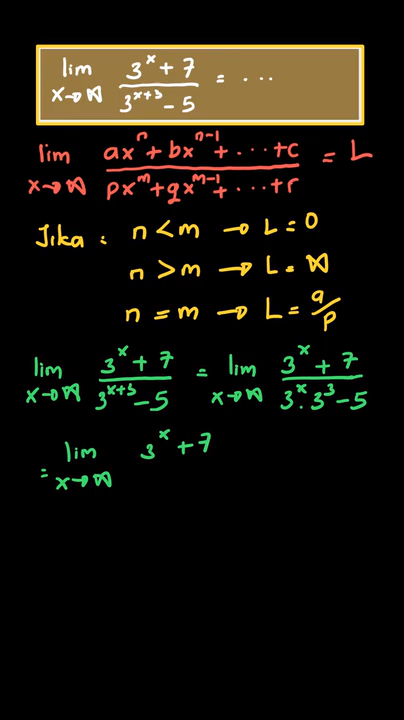 lim x→∞ (3^x + 7)/(3^(x+3) − 5) = ...
lim x→∞ (ax^n + bx^(n−1) + ... + c)/(px^m + qx^(m−1) + ... + r) = L
Jika : n < m → L = 0
n > m → L = ∞
n = m → L = a/p
lim x→∞ (3^x + 7)/(3^(x+3) − 5) = lim x→∞ (3^x + 7)/(3^x . 3^3 − 5)
= lim x→∞ 3^x + 7